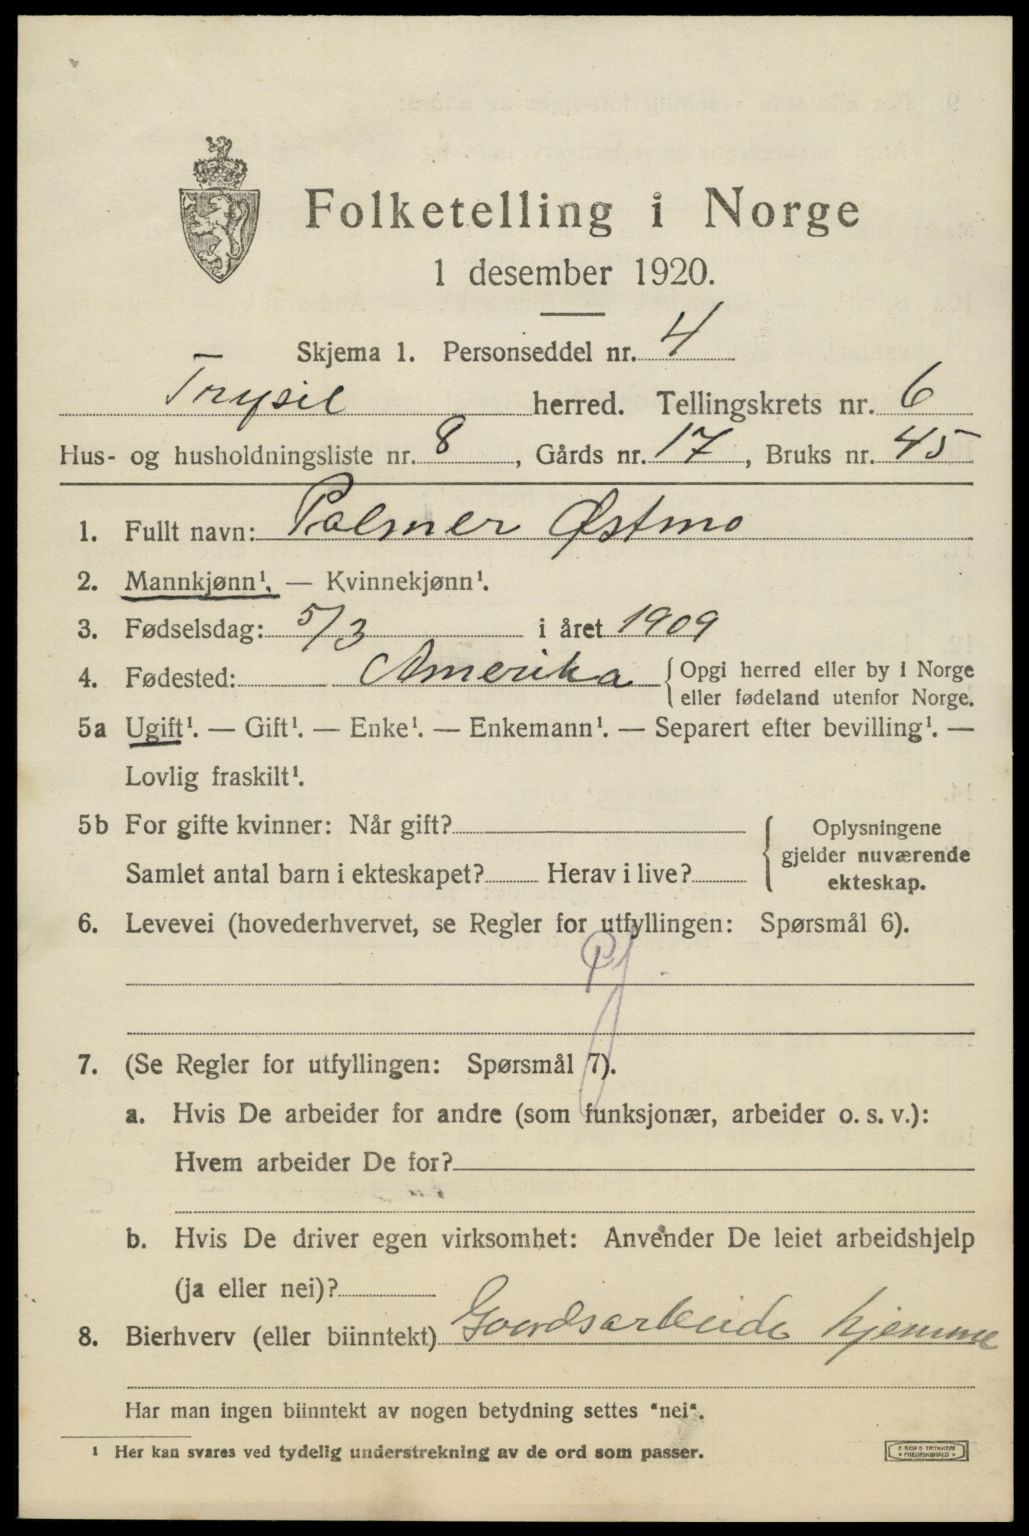 Folketelling i Norge
1 desember 1920.
Skjema 1. Personseddel nr. 4
Trysil herred. Tellingskrets nr. 6
Hus- og husholdningsliste nr. 8, Gårds nr. 17, Bruks nr. 45
1. Fullt navn: Palmer Østmo
2. Mannkjønn¹. — Kvinnekjønn¹.
3. Fødselsdag: 5/3 i året 1909
4. Fødested: Amerika { Opgi herred eller by i Norge
eller fødeland utenfor Norge.
5a Ugift¹. — Gift¹. — Enke¹. — Enkemann¹. — Separert efter bevilling¹. —
Lovlig fraskilt¹.
5b For gifte kvinner: Når gift?
Samlet antal barn i ekteskapet? Herav i live?
{ Oplysningene
gjelder nuværende
ekteskap.
6. Levevei (hovederhvervet, se Regler for utfyllingen: Spørsmål 6).
7. (Se Regler for utfyllingen: Spørsmål 7).
a. Hvis De arbeider for andre (som funksjonær, arbeider o. s. v.):
Hvem arbeider De for?
b. Hvis De driver egen virksomhet: Anvender De leiet arbeidshjelp
(ja eller nei)?
8. Bierhverv (eller biinntekt) Gaardsarbeide hjemme
Har man ingen biinntekt av nogen betydning settes "nei".
¹ Her kan svares ved tydelig understrekning av de ord som passer.